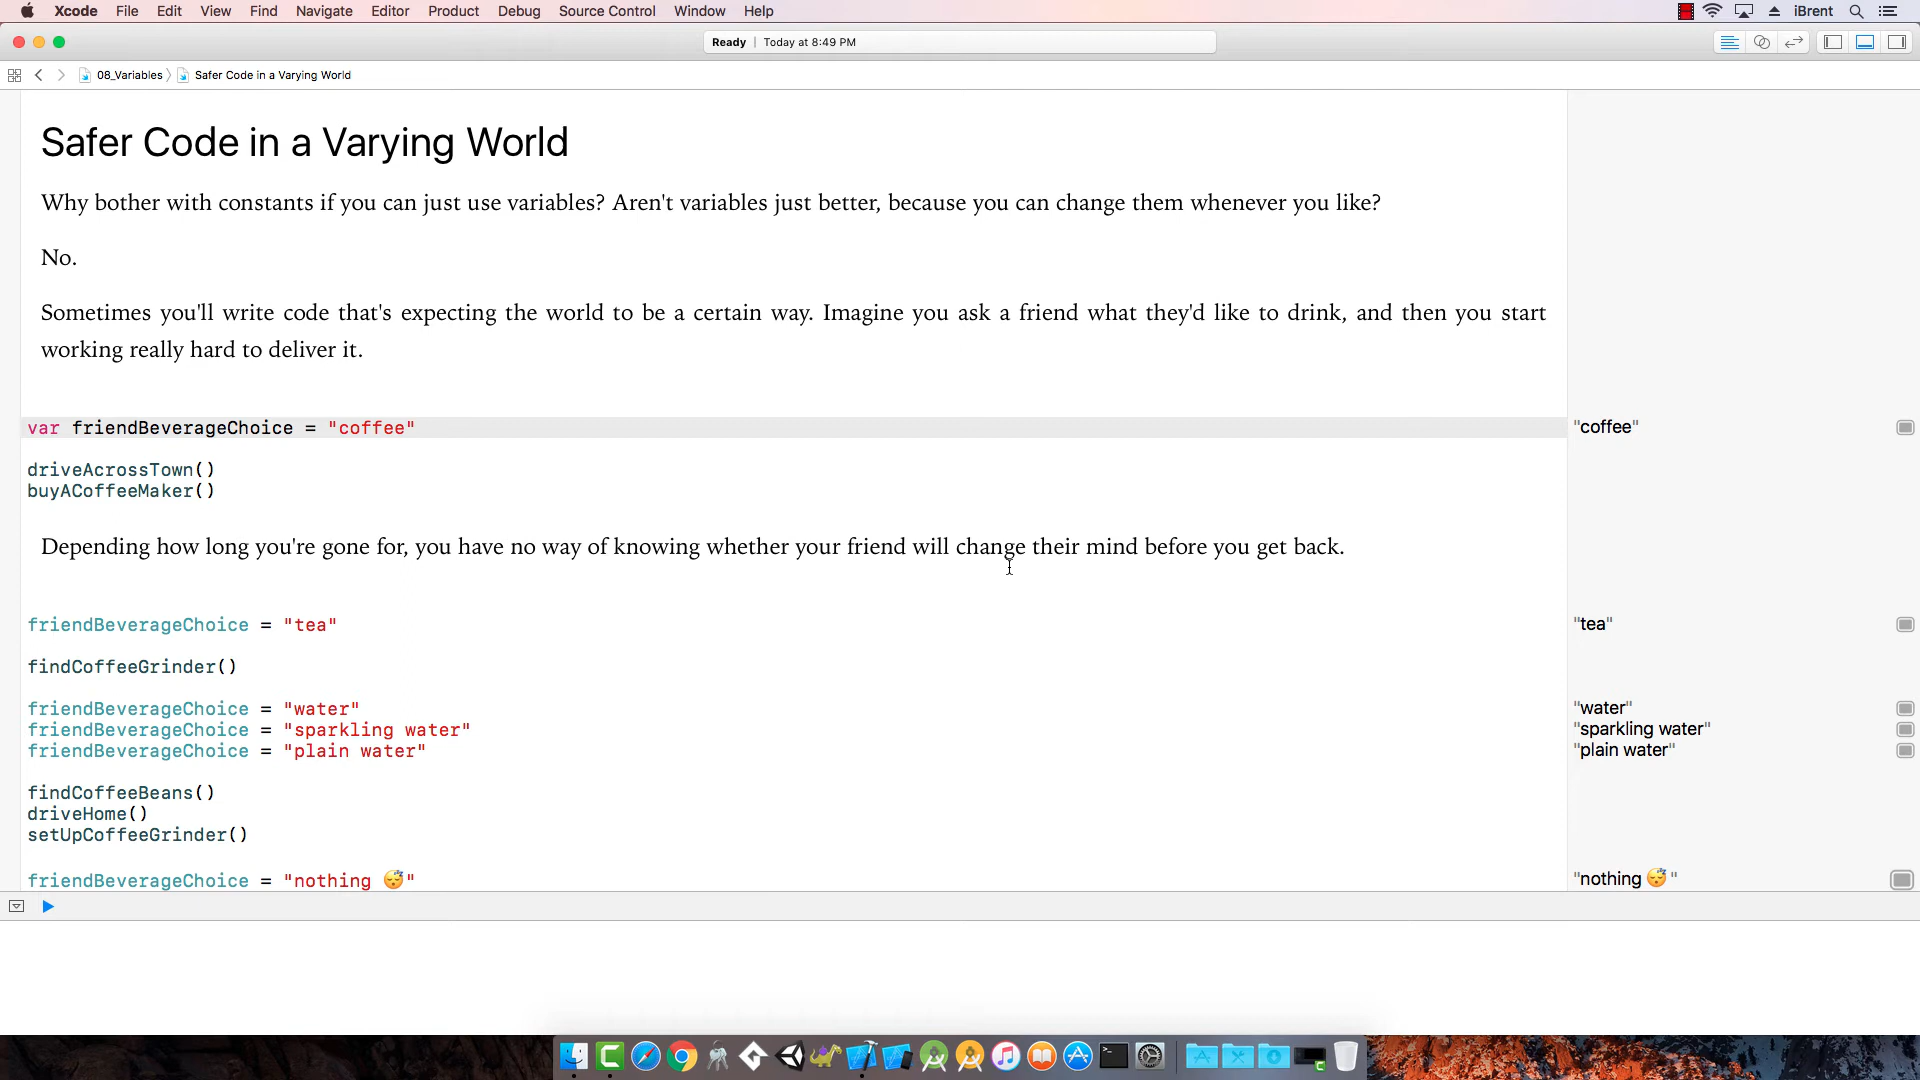 Xcode File Edit View Find Navigate Editor Product Debug Source Control Window Help iBrent
Ready | Today at 8:49 PM
08_Variables Safer Code in a Varying World
Safer Code in a Varying World
Why bother with constants if you can just use variables? Aren't variables just better, because you can change them whenever you like?
No.
Sometimes you'll write code that's expecting the world to be a certain way. Imagine you ask a friend what they'd like to drink, and then you start
working really hard to deliver it.
var friendBeverageChoice = "coffee"
"coffee"
driveAcrossTown()
buyACoffeeMaker()
Depending how long you're gone for, you have no way of knowing whether your friend will change their mind before you get back.
friendBeverageChoice = "tea"
"tea"
findCoffeeGrinder()
friendBeverageChoice = "water"
"water"
friendBeverageChoice = "sparkling water"
"sparkling water"
friendBeverageChoice = "plain water"
"plain water"
findCoffeeBeans()
driveHome()
setUpCoffeeGrinder()
friendBeverageChoice = "nothing 😴"
"nothing 😴"